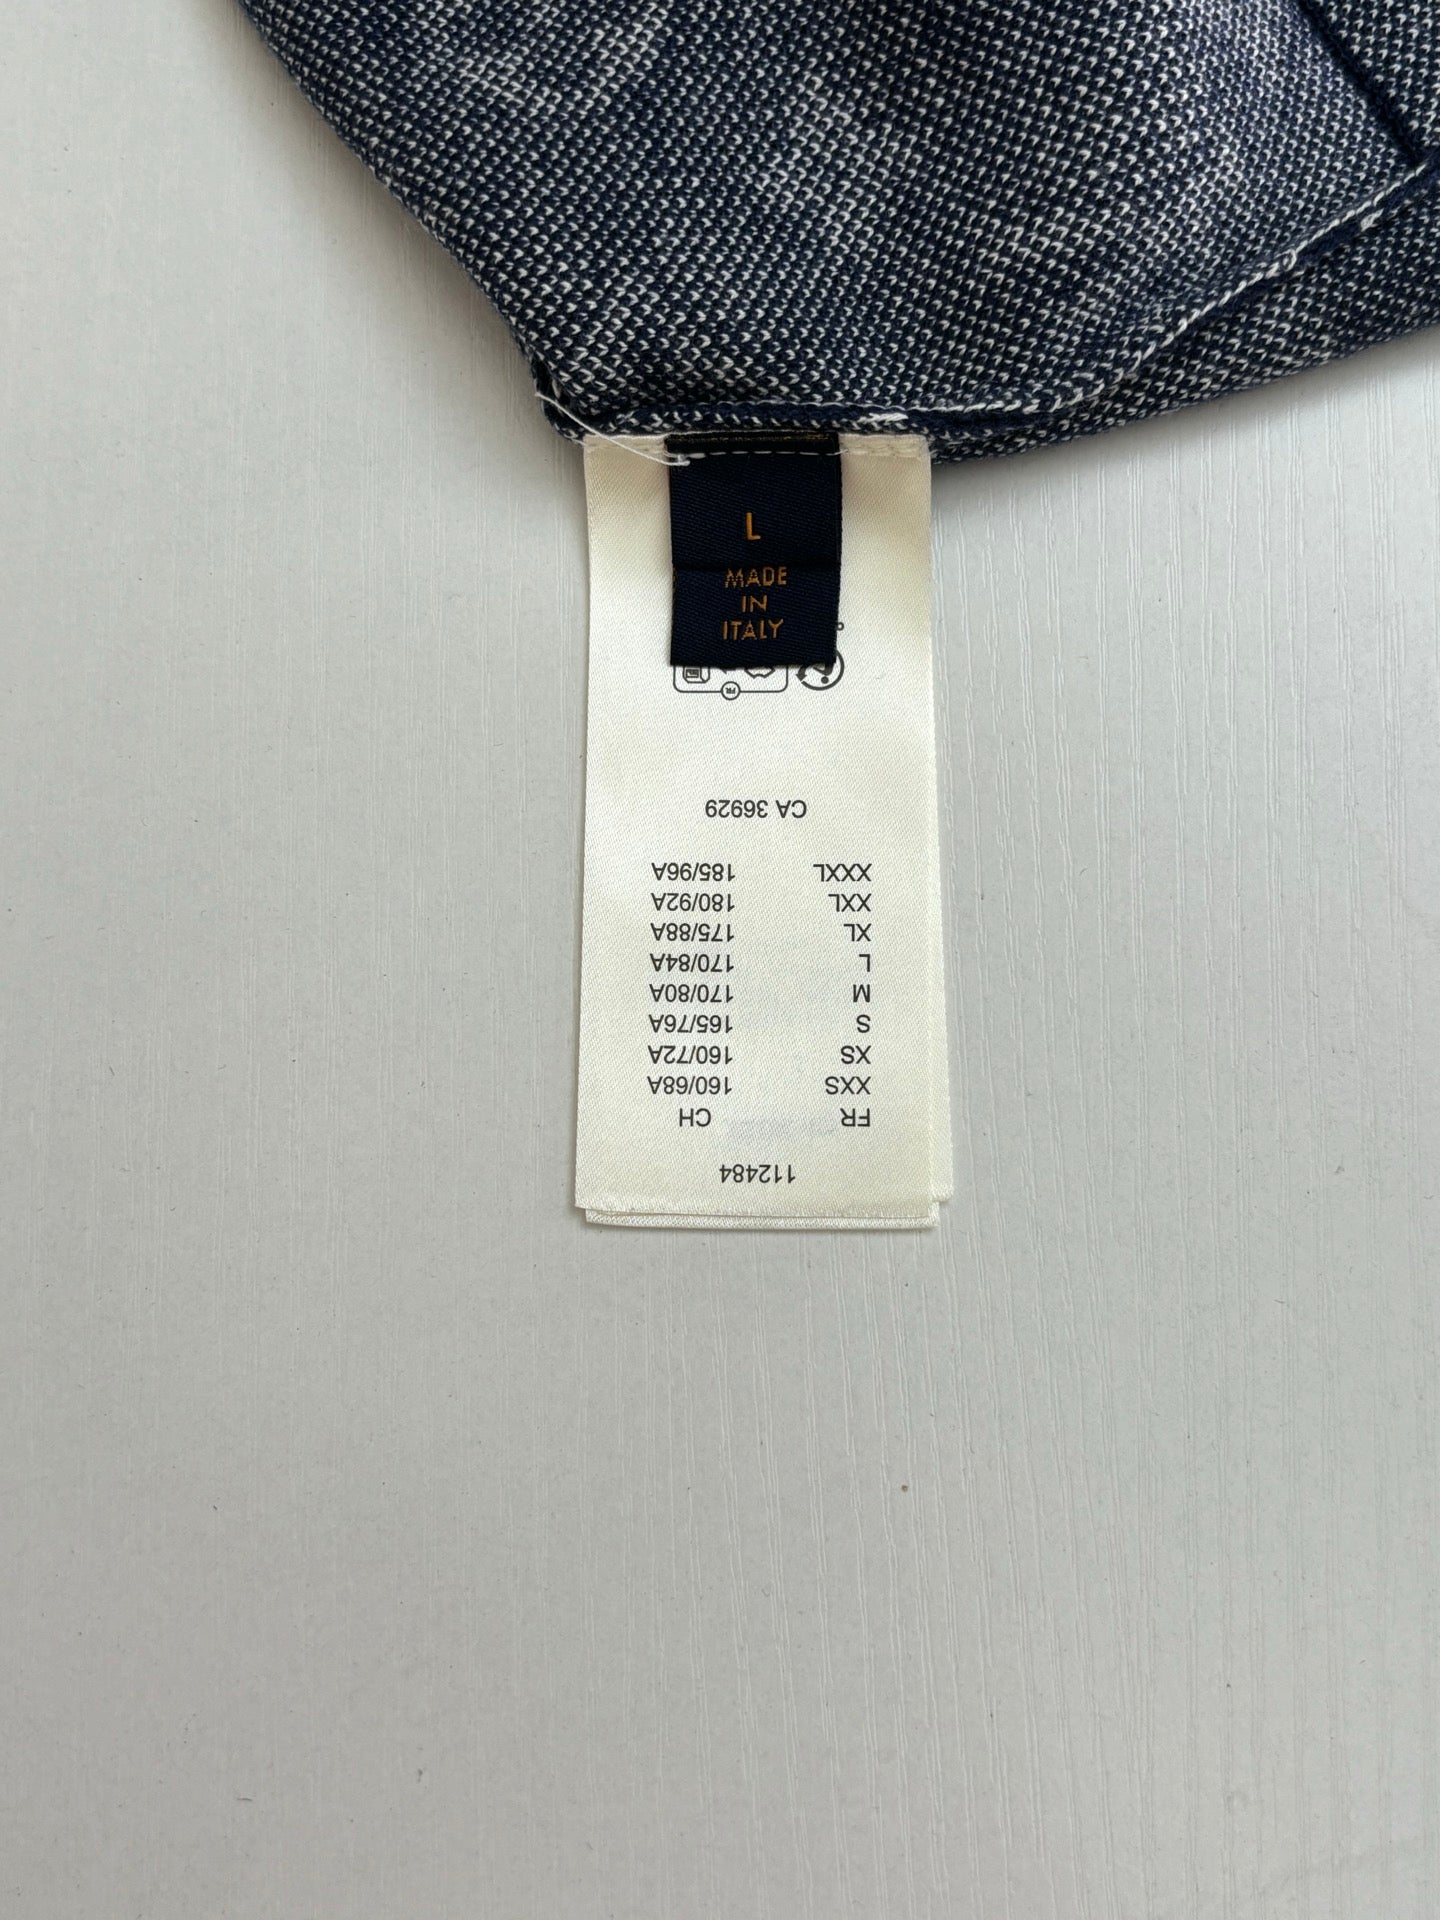 L
MADE
IN
ITALY
112484
FR CH
XXS 160/68A
XS 160/72A
S 165/76A
M 170/80A
L 170/84A
XL 175/88A
XXL 180/92A
XXXL 185/96A
CA 36929
FR